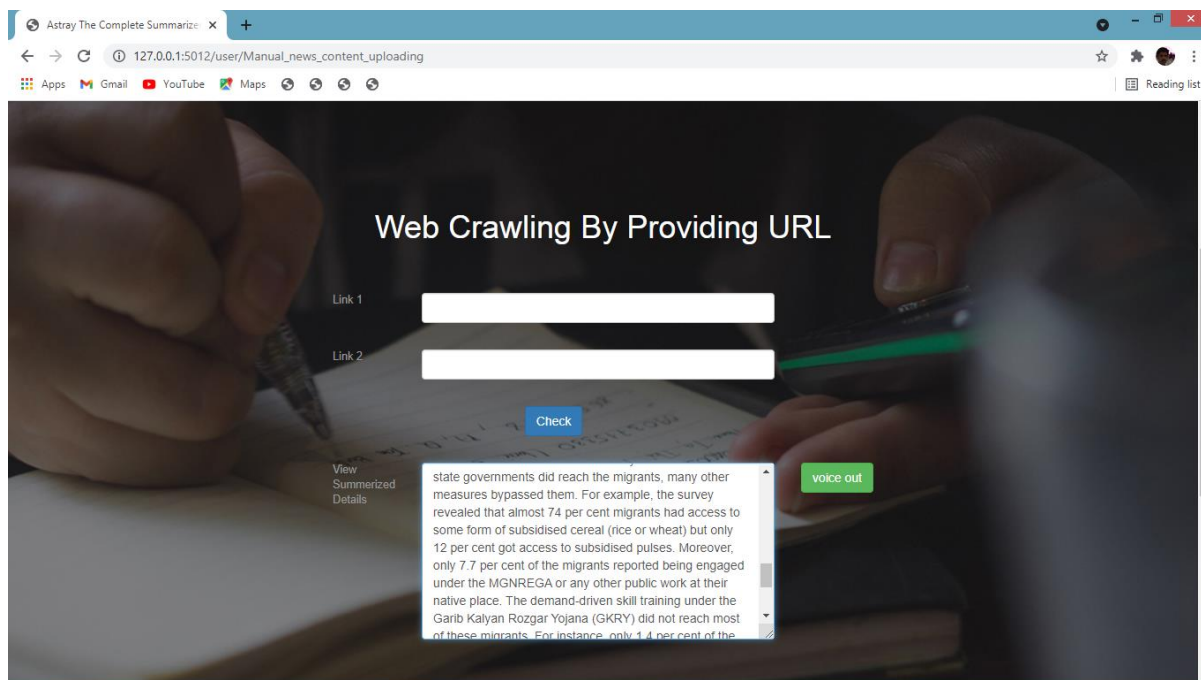 Astray The Complete Summarize
127.0.0.1:5012/user/Manual_news_content_uploading
Apps Gmail YouTube Maps Reading list
Web Crawling By Providing URL
Link 1
Link 2
Check
View
Summerized
Details
state governments did reach the migrants, many other
measures bypassed them. For example, the survey
revealed that almost 74 per cent migrants had access to
some form of subsidised cereal (rice or wheat) but only
12 per cent got access to subsidised pulses. Moreover,
only 7.7 per cent of the migrants reported being engaged
under the MGNREGA or any other public work at their
native place. The demand-driven skill training under the
Garib Kalyan Rozgar Yojana (GKRY) did not reach most
of these migrants. For instance, only 1.4 per cent of the
voice out